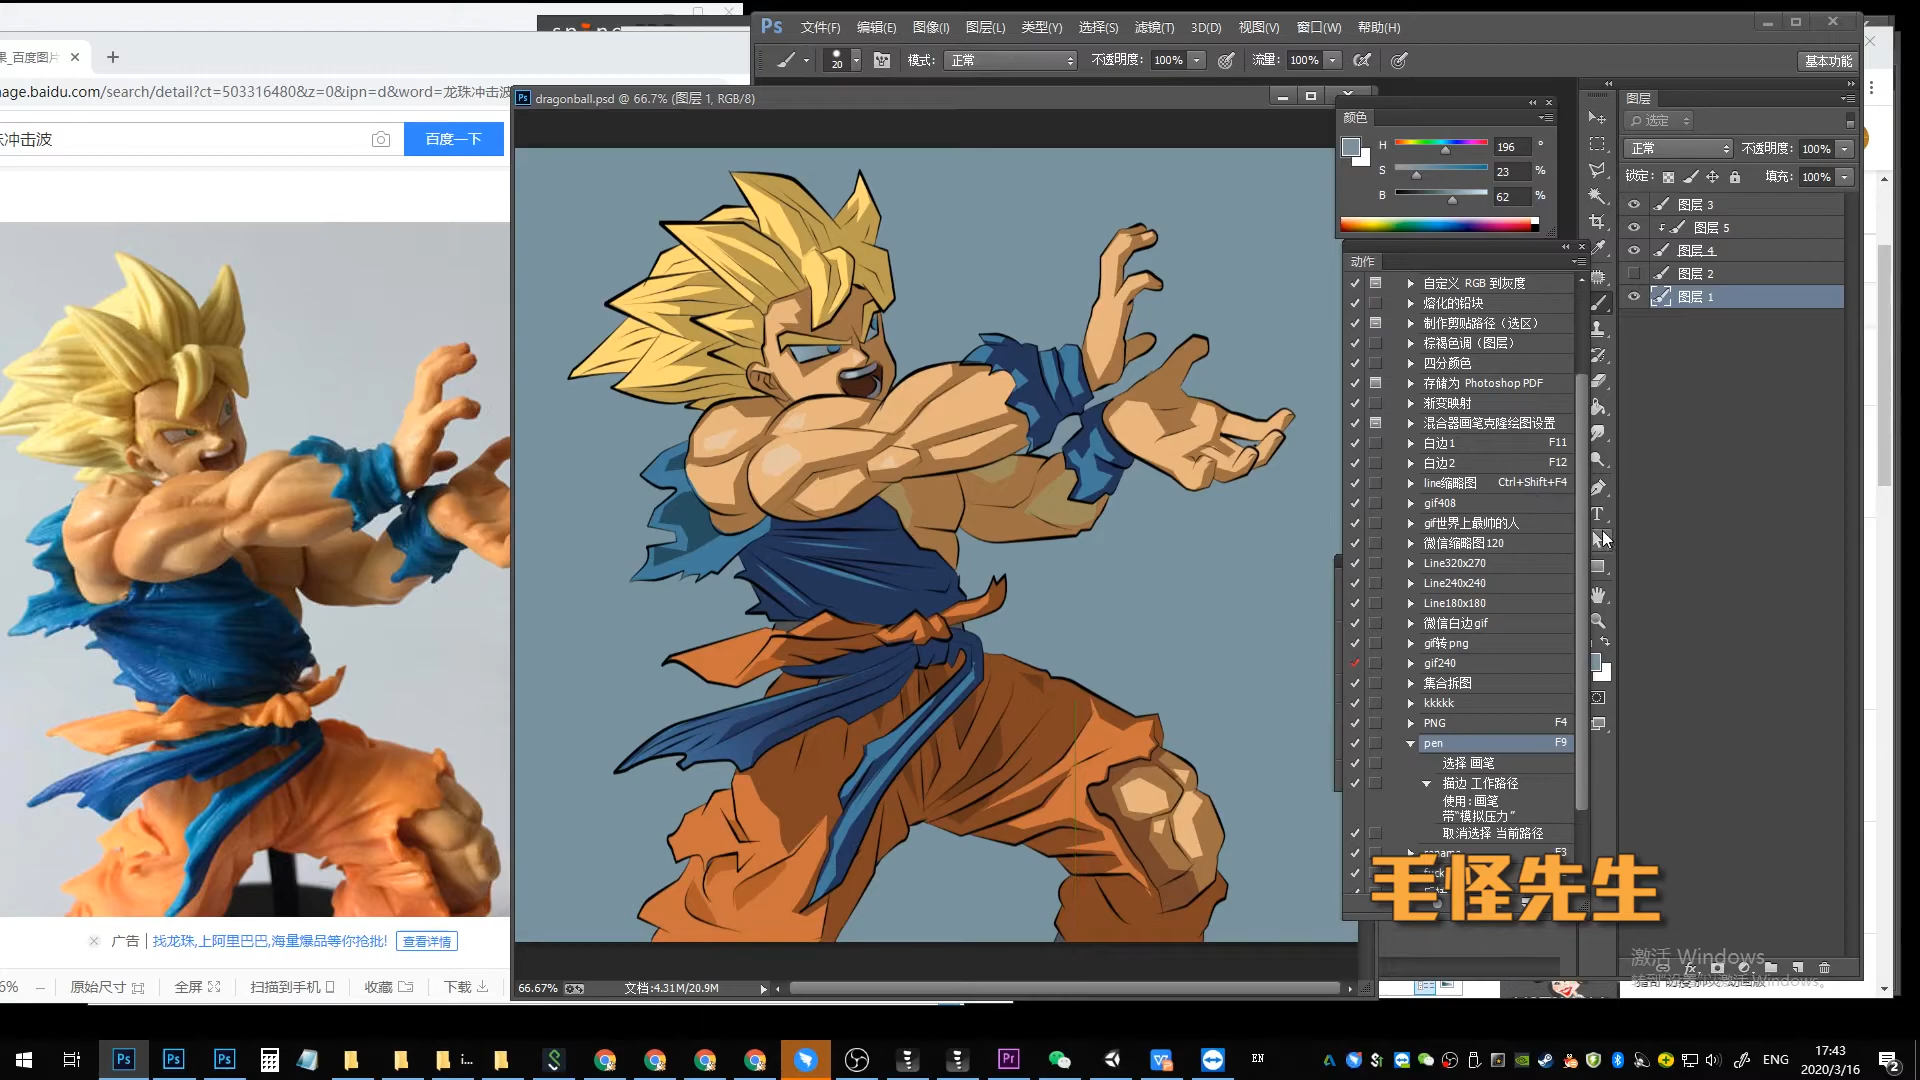 果_百度图片
nage.baidu.com/search/detail?ct=503316480&z=0&ipn=d&word=龙珠冲击波
珠冲击波
百度一下
广告
找龙珠,上阿里巴巴,海量爆品等你抢批!
查看详情
6%
原始尺寸
全屏
扫描到手机
收藏
下载
Ps
文件(F)
编辑(E)
图像(I)
图层(L)
类型(Y)
选择(S)
滤镜(T)
3D(D)
视图(V)
窗口(W)
帮助(H)
20
模式:
正常
不透明度:
100%
流量:
100%
基本功能
dragonball.psd @ 66.7% (图层 1, RGB/8)
66.67%
文档:4.31M/20.9M
颜色
H
196
°
S
23
%
B
62
%
动作
自定义 RGB 到灰度
熔化的铅块
制作剪贴路径（选区）
棕褐色调（图层）
四分颜色
存储为 Photoshop PDF
渐变映射
混合器画笔克隆绘图设置
白边1
F11
白边2
F12
line缩略图
Ctrl+Shift+F4
gif408
gif世界上最帅的人
微信缩略图120
Line320x270
Line240x240
Line180x180
微信白边gif
gif转png
gif240
集合拆图
kkkkk
PNG
F4
pen
F9
选择 画笔
描边 工作路径
使用:画笔
带“模拟压力”
取消选择 当前路径
F3
毛怪先生
图层
选定
正常
不透明度:
100%
锁定:
填充:
100%
图层 3
图层 5
图层 4
图层 2
图层 1
激活 Windows
EN
ENG
17:43
2020/3/16
2